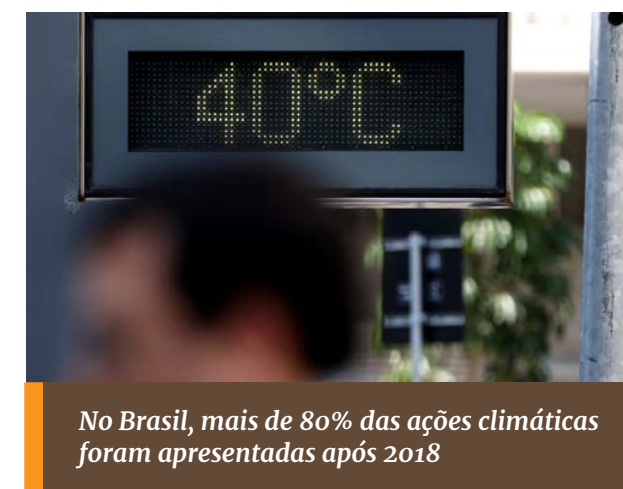 40°C
No Brasil, mais de 80% das ações climáticas
foram apresentadas após 2018